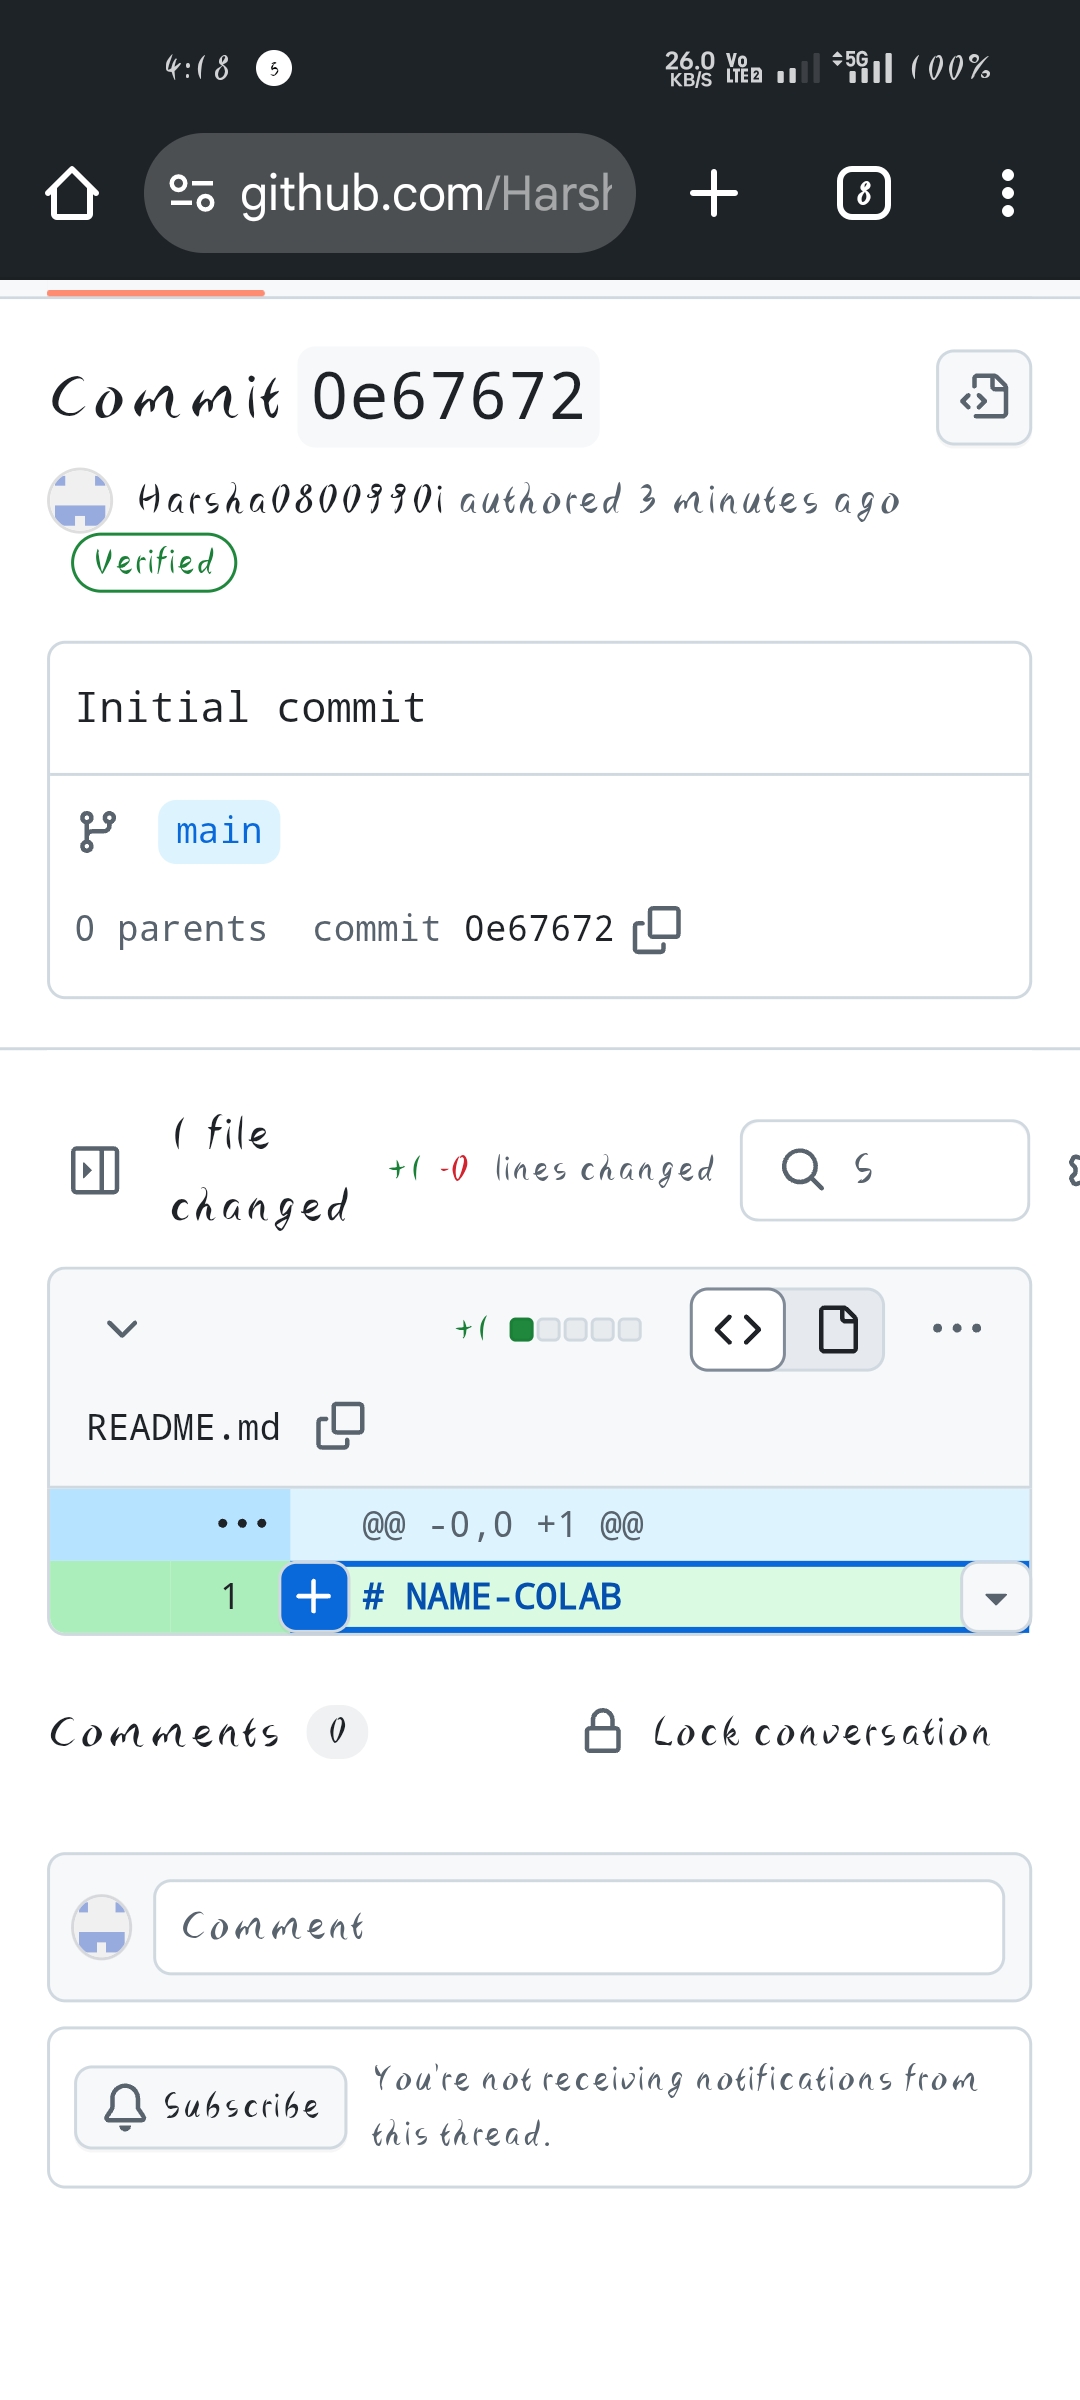 4:18 5 26.0 KB/S Vo LTE 2 5G 100%
github.com/Harsh 8
Commit 0e67672
Harsha0800990i authored 3 minutes ago
Verified
Initial commit
main
0 parents commit 0e67672
1 file changed +1 -0 lines changed S
+1
README.md
@@ -0,0 +1 @@
1 + # NAME-COLAB
Comments 0 Lock conversation
Comment
Subscribe You're not receiving notifications from
this thread.